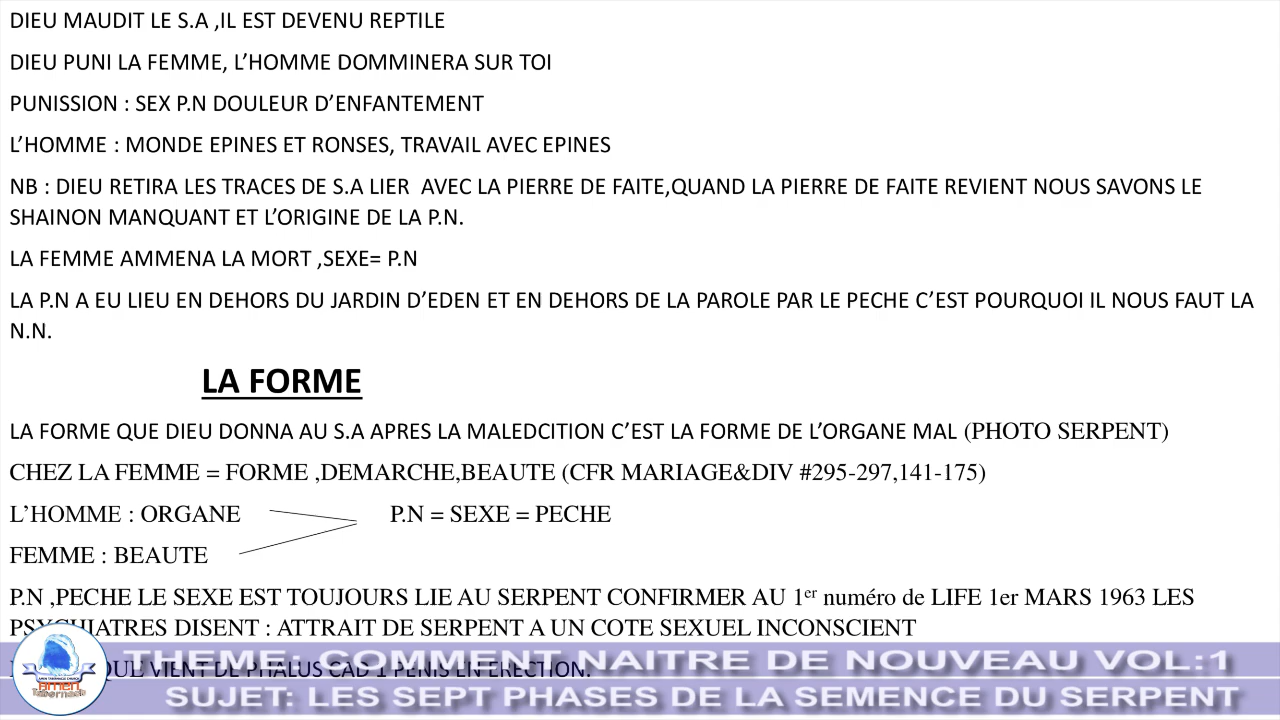 DIEU MAUDIT LE S.A ,IL EST DEVENU REPTILE
DIEU PUNI LA FEMME, L’HOMME DOMMINERA SUR TOI
PUNISSION : SEX P.N DOULEUR D’ENFANTEMENT
L’HOMME : MONDE EPINES ET RONSES, TRAVAIL AVEC EPINES
NB : DIEU RETIRA LES TRACES DE S.A LIER AVEC LA PIERRE DE FAITE,QUAND LA PIERRE DE FAITE REVIENT NOUS SAVONS LE
SHAINON MANQUANT ET L’ORIGINE DE LA P.N.
LA FEMME AMMENA LA MORT ,SEXE= P.N
LA P.N A EU LIEU EN DEHORS DU JARDIN D’EDEN ET EN DEHORS DE LA PAROLE PAR LE PECHE C’EST POURQUOI IL NOUS FAUT LA
N.N.
LA FORME
LA FORME QUE DIEU DONNA AU S.A APRES LA MALEDCITION C’EST LA FORME DE L’ORGANE MAL (PHOTO SERPENT)
CHEZ LA FEMME = FORME ,DEMARCHE,BEAUTE (CFR MARIAGE&DIV #295-297,141-175)
L’HOMME : ORGANE P.N = SEXE = PECHE
FEMME : BEAUTE
P.N ,PECHE LE SEXE EST TOUJOURS LIE AU SERPENT CONFIRMER AU 1er numéro de LIFE 1er MARS 1963 LES
PSYCHIATRES DISENT : ATTRAIT DE SERPENT A UN COTE SEXUEL INCONSCIENT
VIENT DE PHALUS CAD 1 PENIS EN ERECTION.
THEME: COMMENT NAITRE DE NOUVEAU VOL:1
SUJET: LES SEPT PHASES DE LA SEMENCE DU SERPENT